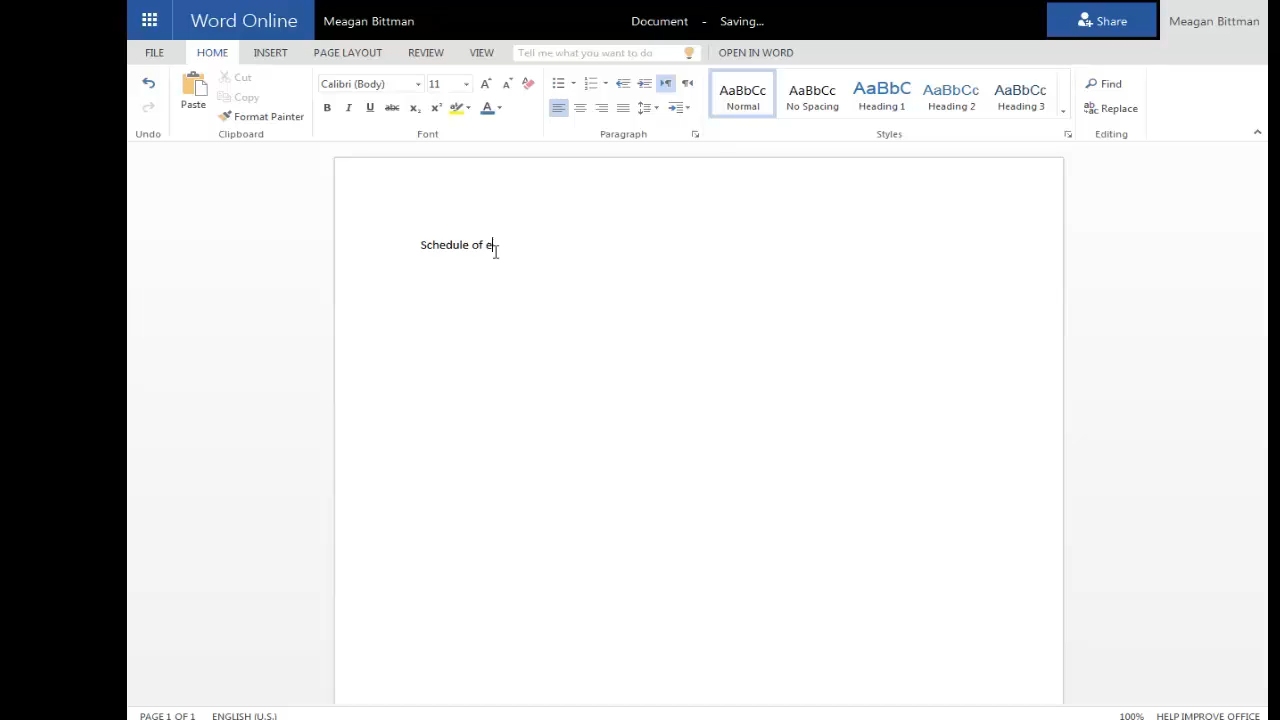 Word Online Meagan Bittman Document - Saving... Share Meagan Bittman
FILE HOME INSERT PAGE LAYOUT REVIEW VIEW Tell me what you want to do OPEN IN WORD
Paste Cut Copy Format Painter
Calibri (Body) 11
B I U abc x₂ x² A
AaBbCc AaBbCc AaBbC AaBbCc AaBbCc
Normal No Spacing Heading 1 Heading 2 Heading 3
Find
Replace
Undo Clipboard Font Paragraph Styles Editing
Schedule of e
PAGE 1 OF 1 ENGLISH (U.S.) 100% HELP IMPROVE OFFICE